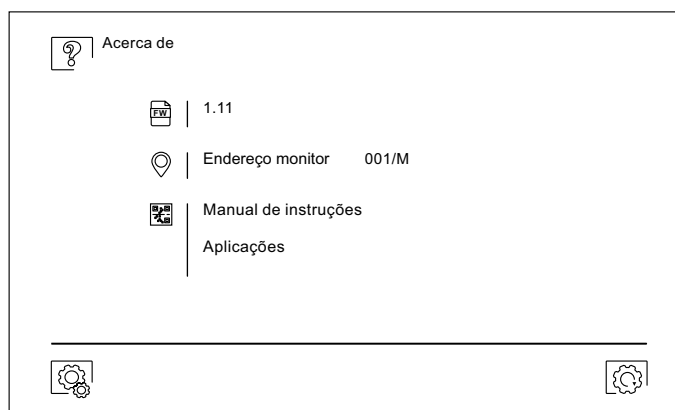 Acerca de
FW
1.11
Endereço monitor 001/M
Manual de instruções
Aplicações